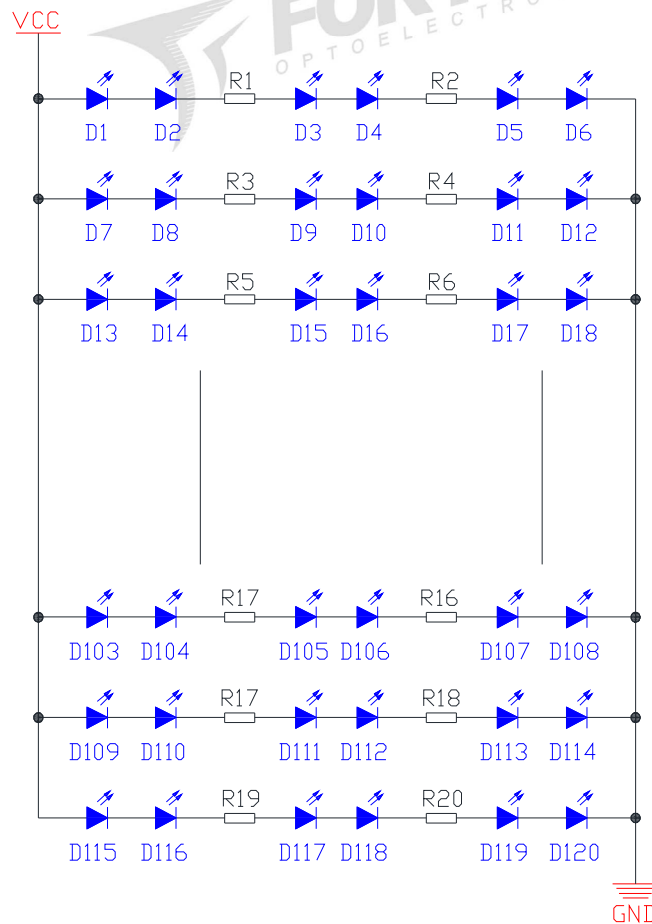 VCC
OPTOELECTRO
R1 R2
D1 D2 D3 D4 D5 D6
R3 R4
D7 D8 D9 D10 D11 D12
R5 R6
D13 D14 D15 D16 D17 D18
R17 R16
D103 D104 D105 D106 D107 D108
R17 R18
D109 D110 D111 D112 D113 D114
R19 R20
D115 D116 D117 D118 D119 D120
GND